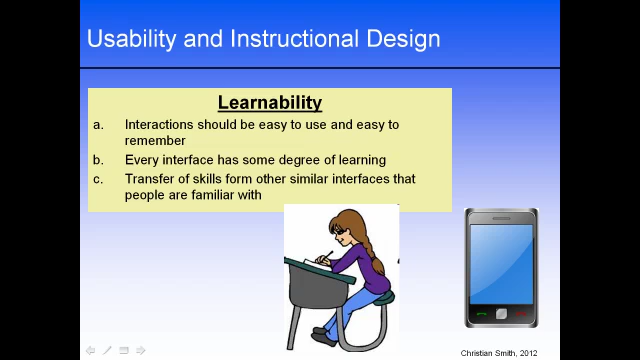 Usability and Instructional Design
Learnability
a. Interactions should be easy to use and easy to
remember
b. Every interface has some degree of learning
c. Transfer of skills form other similar interfaces that
people are familiar with
Christian Smith, 2012